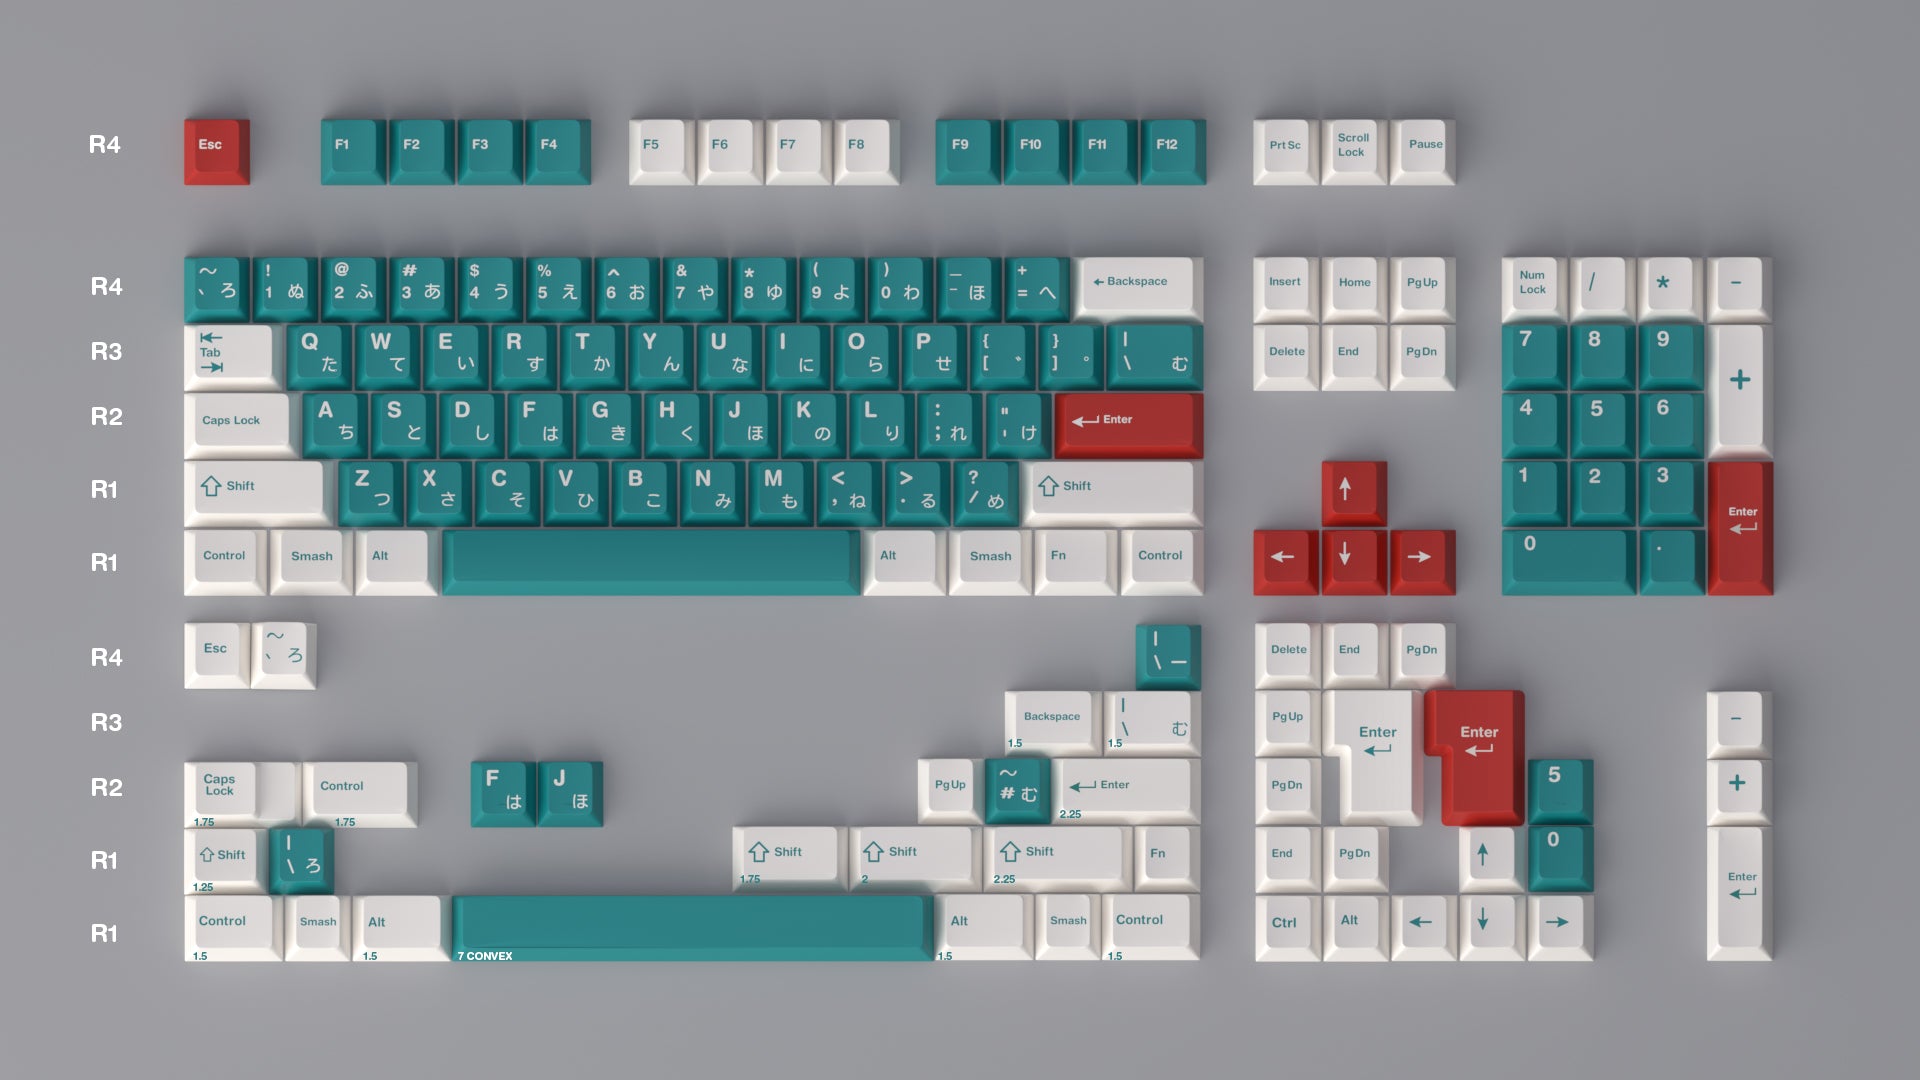 R4
Esc
F1
F2
F3
F4
F5
F6
F7
F8
F9
F10
F11
F12
Prt Sc
Scroll
Lock
Pause
R4
~
、 ろ
!
1 ぬ
@
2 ふ
#
3 あ
$
4 う
%
5 え
^
6 お
&
7 や
*
8 ゆ
(
9 よ
)
0 わ
_
- ほ
+
= へ
← Backspace
Insert
Home
PgUp
Num
Lock
/
*
-
R3
⇤
Tab
⇥
Q
た
W
て
E
い
R
す
T
か
Y
ん
U
な
I
に
O
ら
P
せ
{
[ ゛
}
] ゜
|
\ む
Delete
End
PgDn
7
8
9
+
R2
Caps Lock
A
ち
S
と
D
し
F
は
G
き
H
く
J
ほ
K
の
L
り
:
; れ
"
' け
↵ Enter
4
5
6
R1
⇧ Shift
Z
つ
X
さ
C
そ
V
ひ
B
こ
N
み
M
も
<
, ね
>
. る
?
/ め
⇧ Shift
↑
1
2
3
Enter
↵
R1
Control
Smash
Alt
Alt
Smash
Fn
Control
←
↓
→
0
.
R4
Esc
~
、 ろ
|
\ ー
Delete
End
PgDn
R3
Backspace
1.5
|
\ む
1.5
PgUp
Enter
↵
Enter
↵
-
R2
Caps
Lock
1.75
Control
1.75
F
は
J
ほ
PgUp
~
# む
↵ Enter
2.25
PgDn
5
+
R1
⇧ Shift
1.25
|
\ ろ
⇧ Shift
1.75
⇧ Shift
2
⇧ Shift
2.25
Fn
End
PgDn
↑
0
Enter
↵
R1
Control
1.5
Smash
Alt
1.5
7 CONVEX
Alt
1.5
Smash
Control
1.5
Ctrl
Alt
←
↓
→